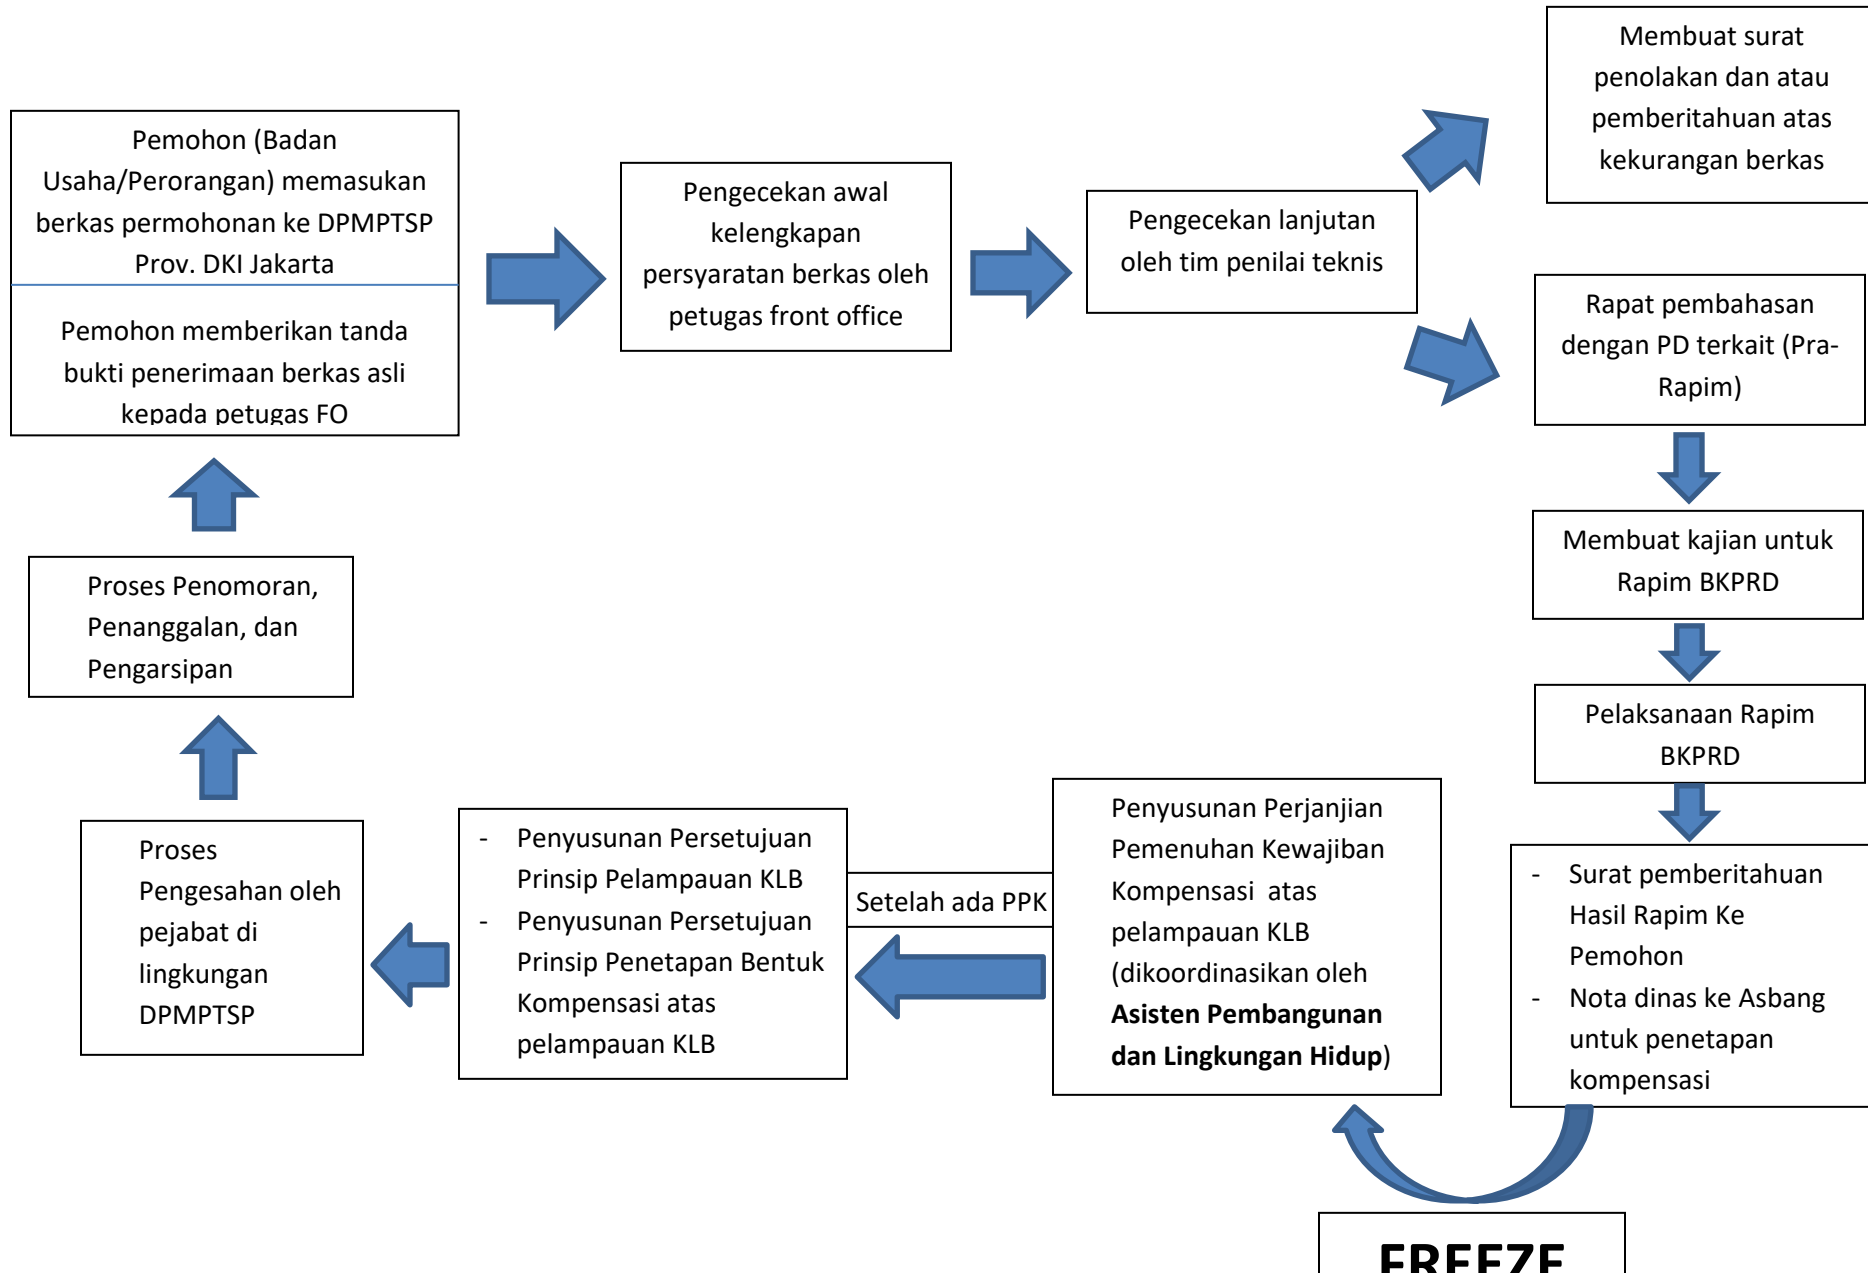 Pemohon (Badan
Usaha/Perorangan) memasukan
berkas permohonan ke DPMPTSP
Prov. DKI Jakarta
Pemohon memberikan tanda
bukti penerimaan berkas asli
kepada petugas FO
Pengecekan awal
kelengkapan
persyaratan berkas oleh
petugas front office
Pengecekan lanjutan
oleh tim penilai teknis
Membuat surat
penolakan dan atau
pemberitahuan atas
kekurangan berkas
Rapat pembahasan
dengan PD terkait (Pra-
Rapim)
Membuat kajian untuk
Rapim BKPRD
Pelaksanaan Rapim
BKPRD
- Surat pemberitahuan
Hasil Rapim Ke
Pemohon
- Nota dinas ke Asbang
untuk penetapan
kompensasi
FREEZE
Penyusunan Perjanjian
Pemenuhan Kewajiban
Kompensasi atas
pelampauan KLB
(dikoordinasikan oleh
Asisten Pembangunan
dan Lingkungan Hidup)
Setelah ada PPK
- Penyusunan Persetujuan
Prinsip Pelampauan KLB
- Penyusunan Persetujuan
Prinsip Penetapan Bentuk
Kompensasi atas
pelampauan KLB
Proses
Pengesahan oleh
pejabat di
lingkungan
DPMPTSP
Proses Penomoran,
Penanggalan, dan
Pengarsipan